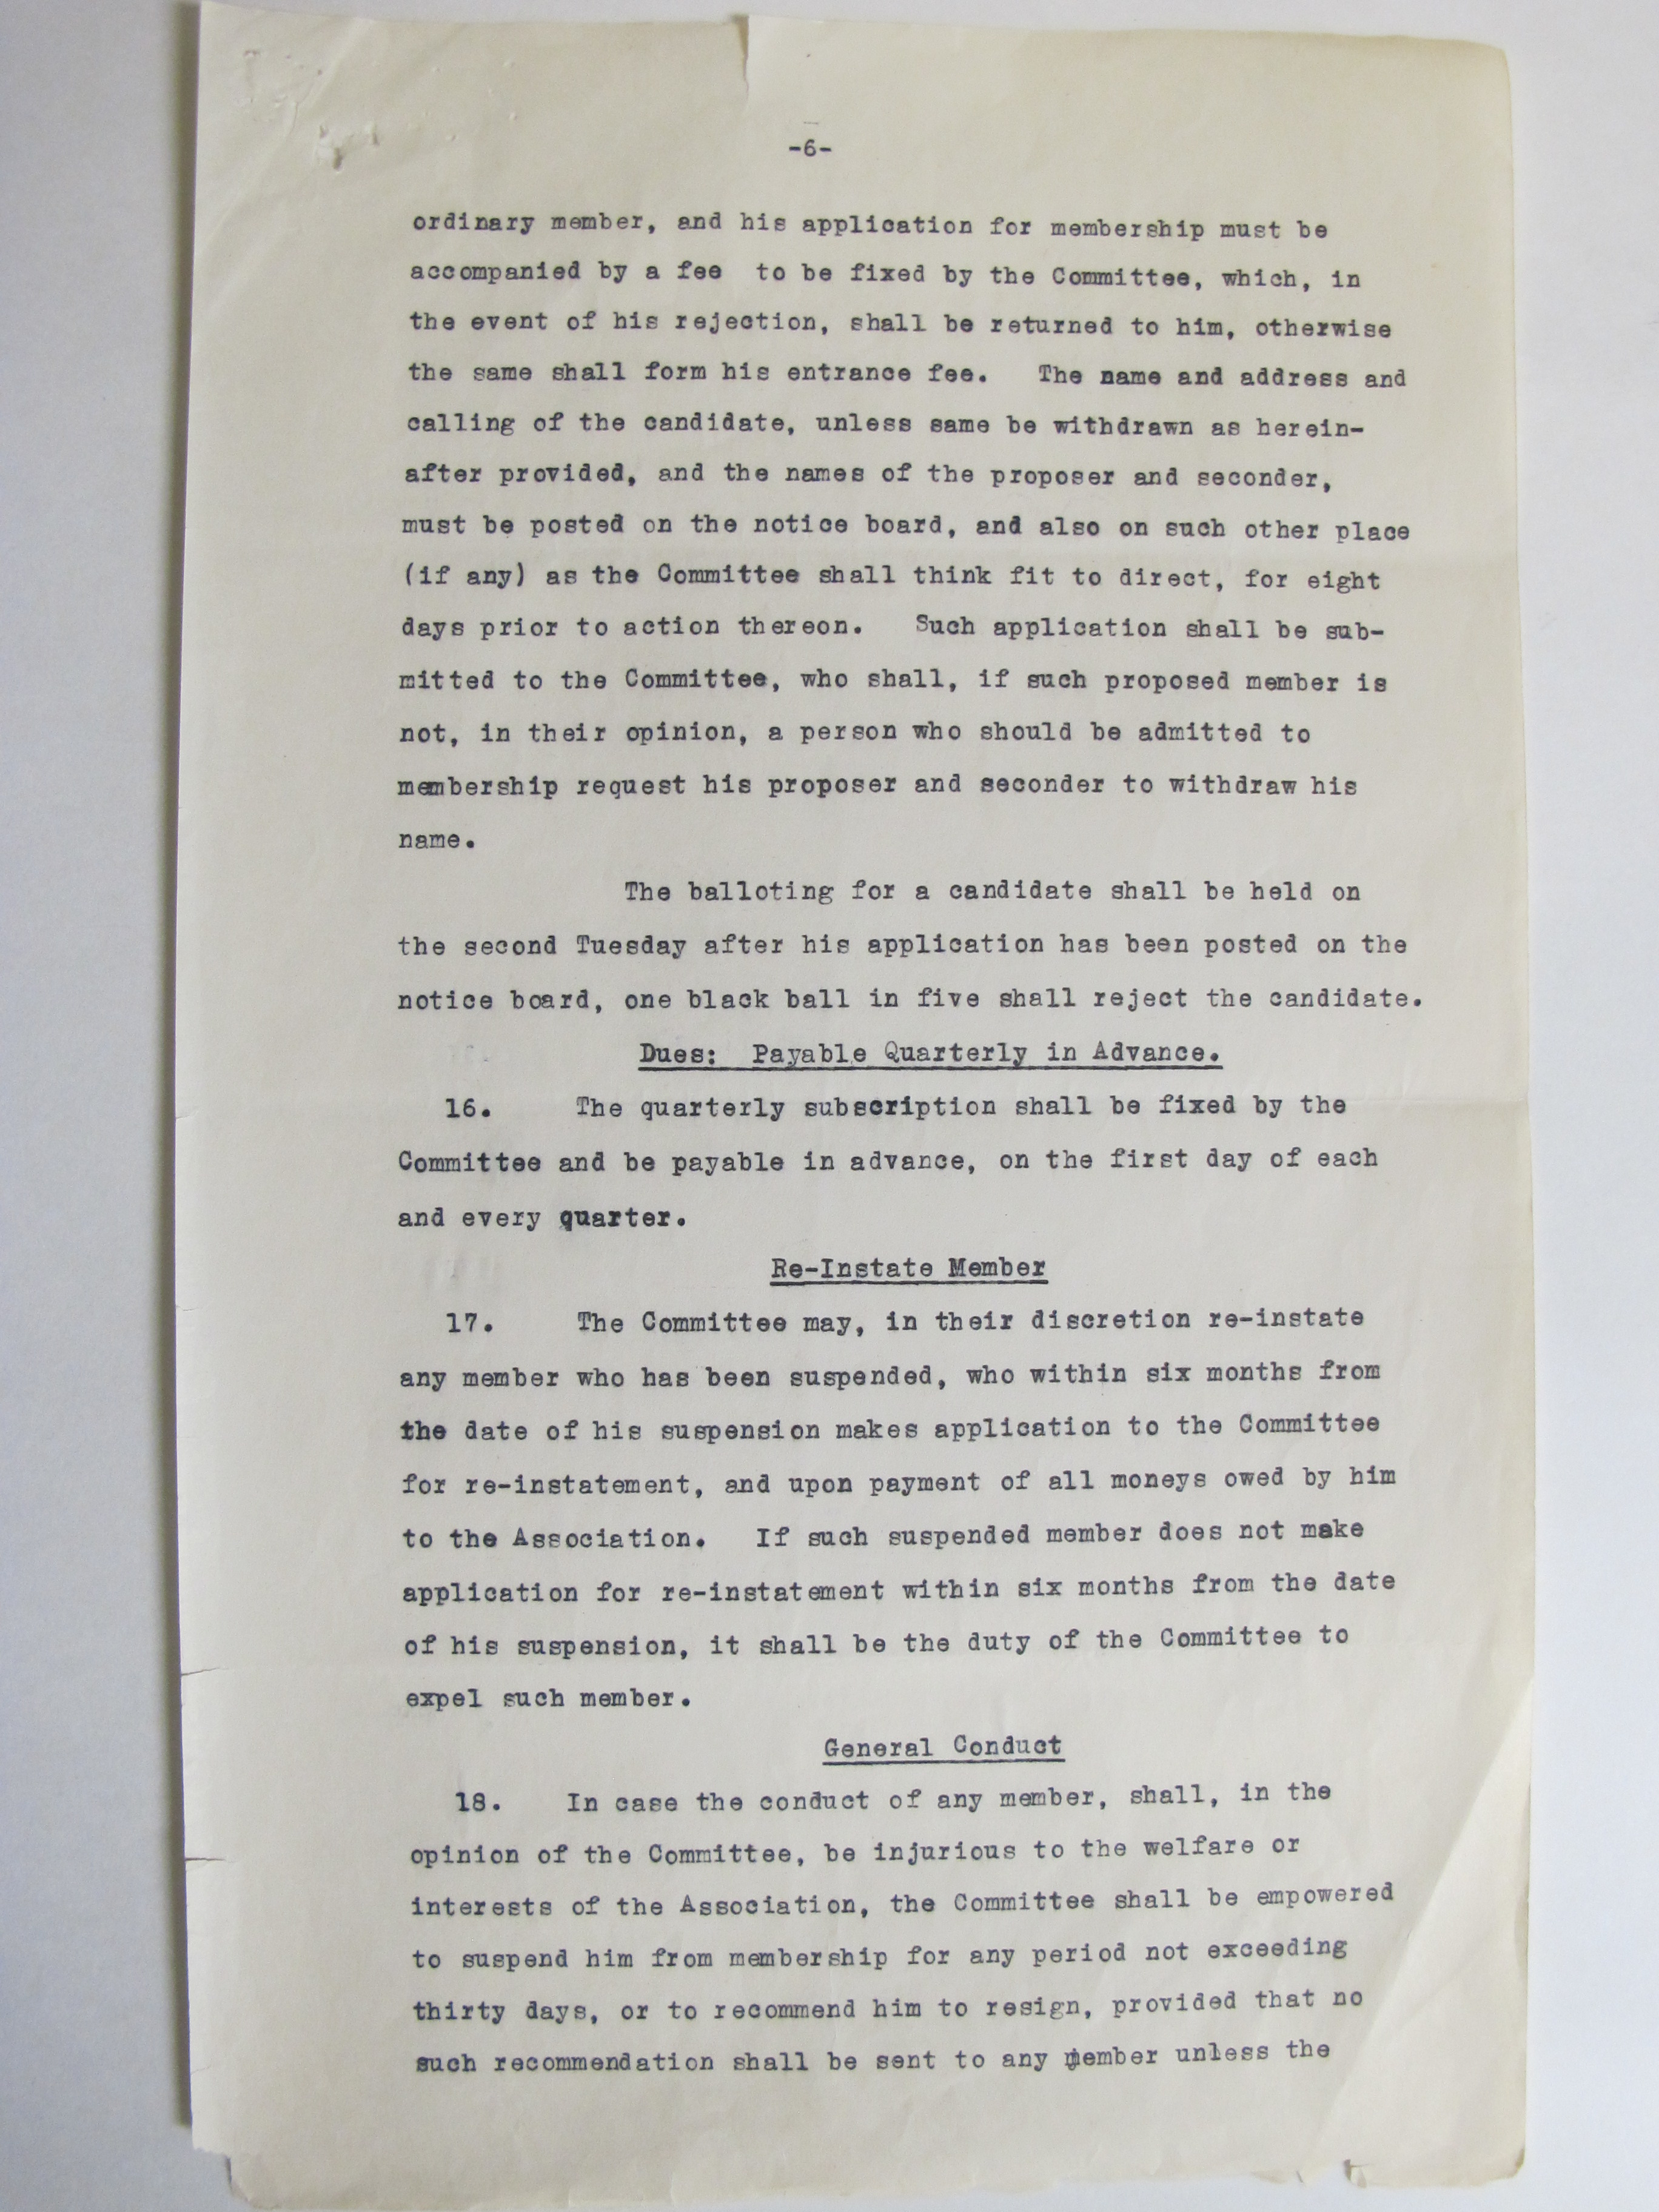 -6-
ordinary member, and his application for membership must be
accompanied by a fee  to be fixed by the Committee, which, in
the event of his rejection, shall be returned to him, otherwise
the same shall form his entrance fee.   The name and address and
calling of the candidate, unless same be withdrawn as herein-
after provided, and the names of the proposer and seconder,
must be posted on the notice board, and also on such other place
(if any) as the Committee shall think fit to direct, for eight
days prior to action thereon.   Such application shall be sub-
mitted to the Committee, who shall, if such proposed member is
not, in their opinion, a person who should be admitted to
membership request his proposer and seconder to withdraw his
name.
The balloting for a candidate shall be held on
the second Tuesday after his application has been posted on the
notice board, one black ball in five shall reject the candidate.
Dues:  Payable Quarterly in Advance.
16.     The quarterly subscription shall be fixed by the
Committee and be payable in advance, on the first day of each
and every quarter.
Re-Instate Member
17.     The Committee may, in their discretion re-instate
any member who has been suspended, who within six months from
the date of his suspension makes application to the Committee
for re-instatement, and upon payment of all moneys owed by him
to the Association.   If such suspended member does not make
application for re-instatement within six months from the date
of his suspension, it shall be the duty of the Committee to
expel such member.
General Conduct
18.    In case the conduct of any member, shall, in the
opinion of the Committee, be injurious to the welfare or
interests of the Association, the Committee shall be empowered
to suspend him from membership for any period not exceeding
thirty days, or to recommend him to resign, provided that no
such recommendation shall be sent to any member unless the